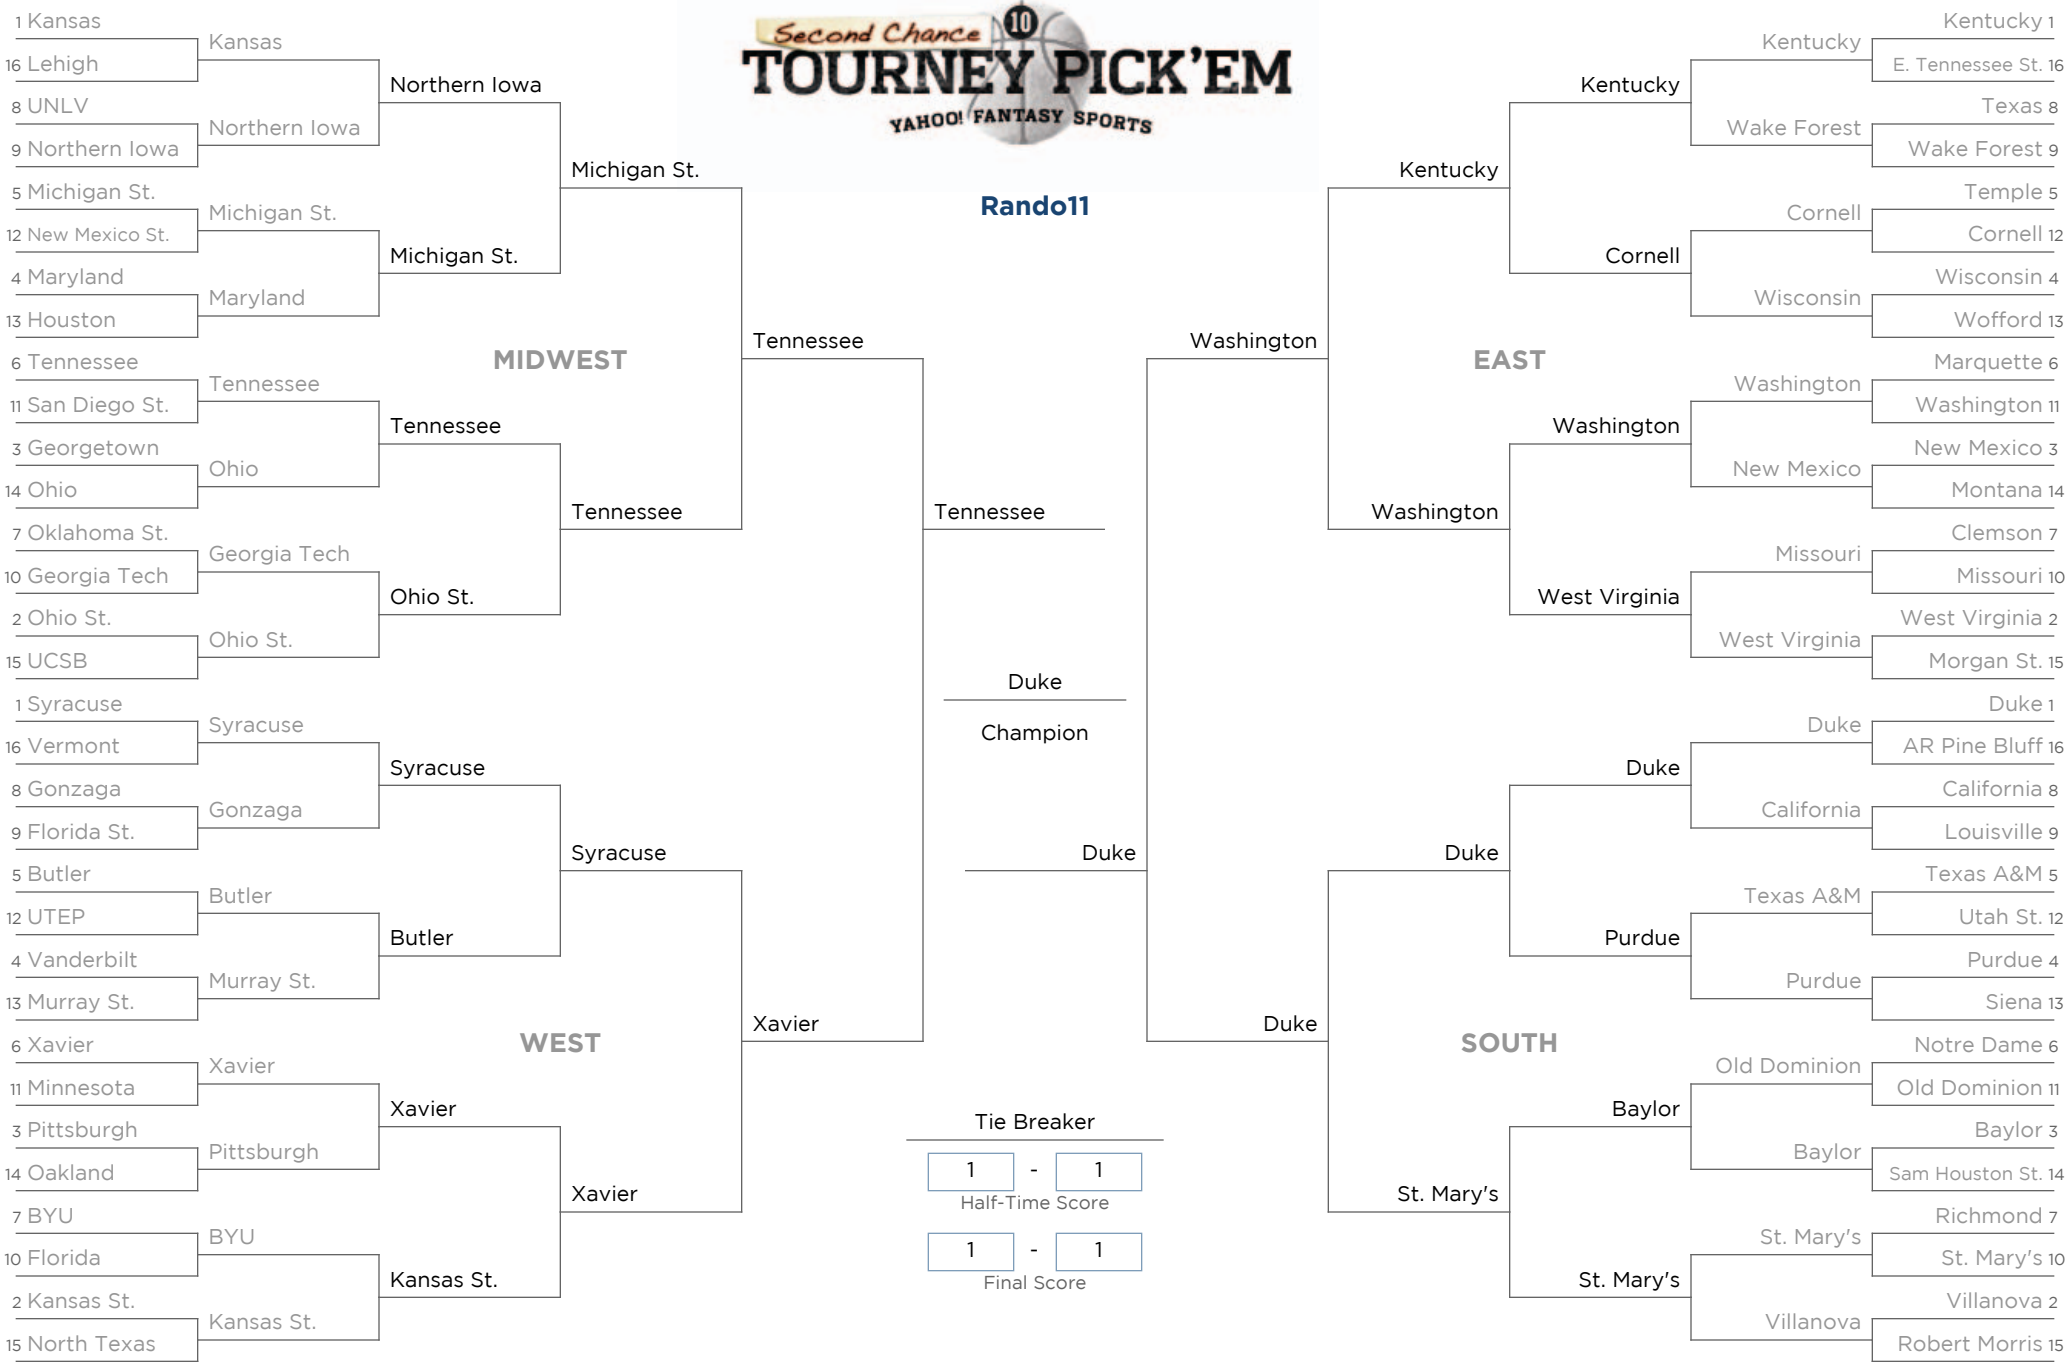 Second Chance 10
TOURNEY PICK'EM
YAHOO! FANTASY SPORTS
Rando11
1 Kansas
16 Lehigh
8 UNLV
9 Northern Iowa
5 Michigan St.
12 New Mexico St.
4 Maryland
13 Houston
6 Tennessee
11 San Diego St.
3 Georgetown
14 Ohio
7 Oklahoma St.
10 Georgia Tech
2 Ohio St.
15 UCSB
Kansas
Northern Iowa
Michigan St.
Maryland
Tennessee
Ohio
Georgia Tech
Ohio St.
Northern Iowa
Michigan St.
Tennessee
Ohio St.
Michigan St.
Tennessee
MIDWEST
Tennessee
1 Syracuse
16 Vermont
8 Gonzaga
9 Florida St.
5 Butler
12 UTEP
4 Vanderbilt
13 Murray St.
6 Xavier
11 Minnesota
3 Pittsburgh
14 Oakland
7 BYU
10 Florida
2 Kansas St.
15 North Texas
Syracuse
Gonzaga
Butler
Murray St.
Xavier
Pittsburgh
BYU
Kansas St.
Syracuse
Butler
Xavier
Kansas St.
Syracuse
Xavier
WEST
Xavier
Tennessee
Duke
Champion
Duke
Tie Breaker
1 - 1
Half-Time Score
1 - 1
Final Score
Washington
EAST
Kentucky
Washington
Kentucky
Cornell
Washington
West Virginia
Kentucky
Wake Forest
Cornell
Wisconsin
Washington
New Mexico
Missouri
West Virginia
Kentucky 1
E. Tennessee St. 16
Texas 8
Wake Forest 9
Temple 5
Cornell 12
Wisconsin 4
Wofford 13
Marquette 6
Washington 11
New Mexico 3
Montana 14
Clemson 7
Missouri 10
West Virginia 2
Morgan St. 15
Duke
SOUTH
Duke
St. Mary's
Duke
Purdue
Baylor
St. Mary's
Duke
California
Texas A&M
Purdue
Old Dominion
Baylor
St. Mary's
Villanova
Duke 1
AR Pine Bluff 16
California 8
Louisville 9
Texas A&M 5
Utah St. 12
Purdue 4
Siena 13
Notre Dame 6
Old Dominion 11
Baylor 3
Sam Houston St. 14
Richmond 7
St. Mary's 10
Villanova 2
Robert Morris 15